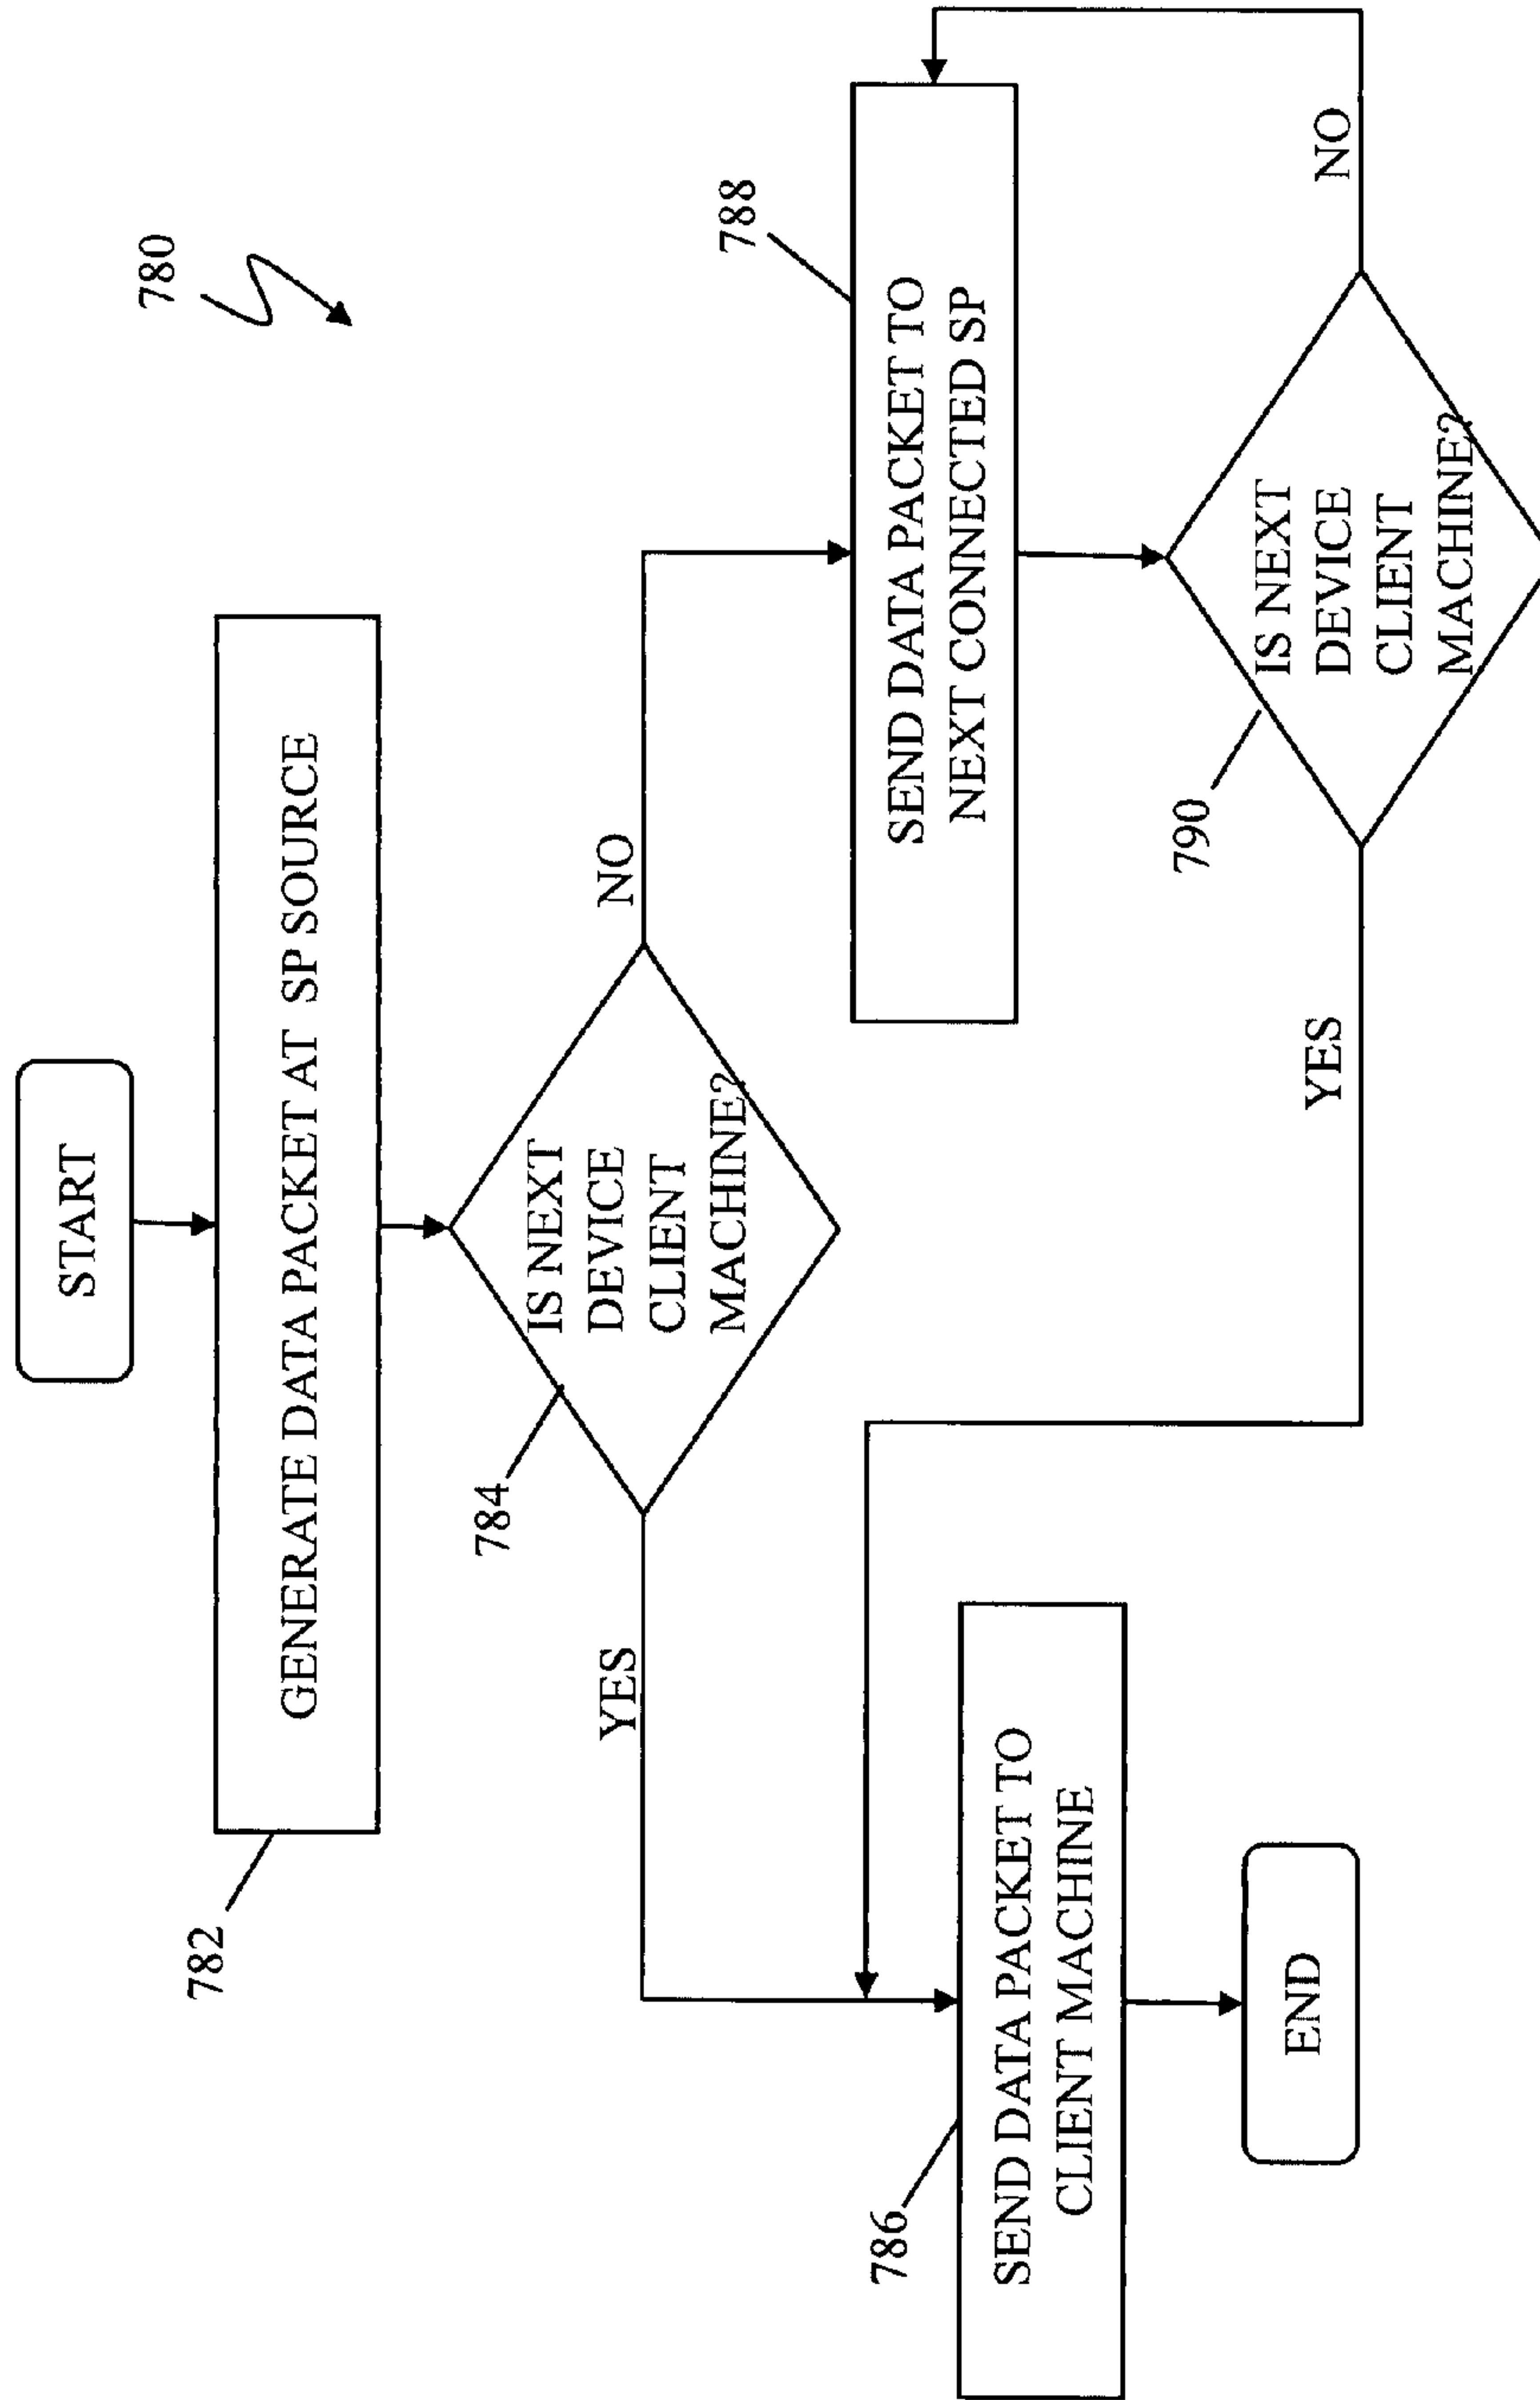 780
START
782
GENERATE DATA PACKET AT SP SOURCE
784
IS NEXT
DEVICE
CLIENT
MACHINE?
YES
NO
786
SEND DATA PACKET TO
CLIENT MACHINE
END
788
SEND DATA PACKET TO
NEXT CONNECTED SP
790
IS NEXT
DEVICE
CLIENT
MACHINE?
YES
NO